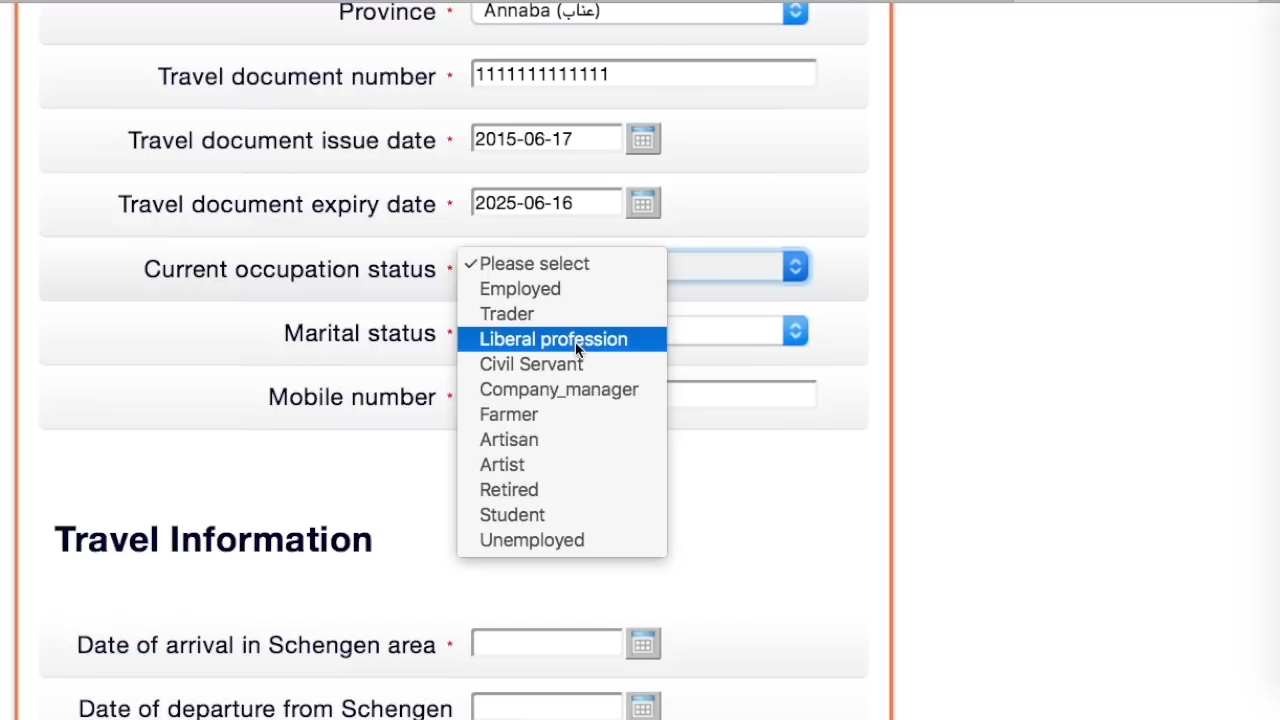 Province * Annaba (عنابة)
Travel document number * 1111111111111
Travel document issue date * 2015-06-17
Travel document expiry date * 2025-06-16
Current occupation status *
Please select
Employed
Trader
Liberal profession
Marital status *
Civil Servant
Company_manager
Mobile number *
Farmer
Artisan
Artist
Retired
Student
Unemployed
Travel Information
Date of arrival in Schengen area *
Date of departure from Schengen